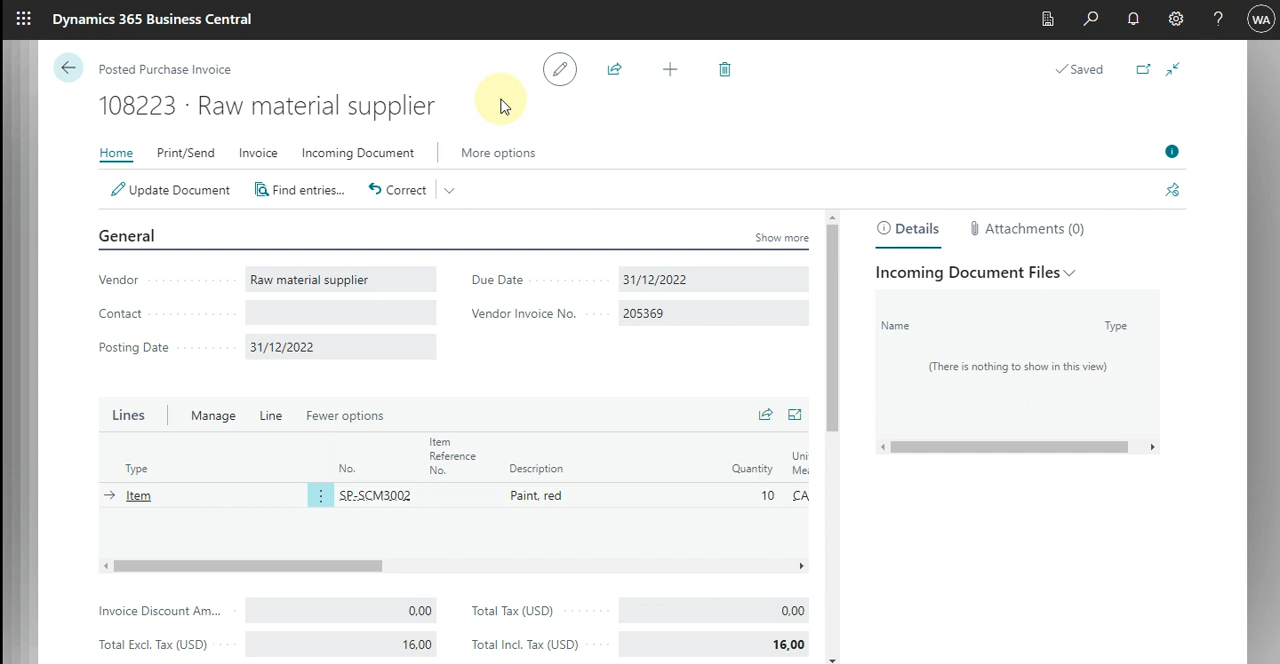 Dynamics 365 Business Central
WA
Posted Purchase Invoice
Saved
108223 · Raw material supplier
Home Print/Send Invoice Incoming Document More options
Update Document Find entries... Correct
General Show more
Vendor Raw material supplier
Contact
Posting Date 31/12/2022
Due Date 31/12/2022
Vendor Invoice No. 205369
Lines Manage Line Fewer options
Type No. Item Reference No. Description Quantity Uni Mea
Item SP-SCM3002 Paint, red 10 CA
Invoice Discount Am... 0,00
Total Excl. Tax (USD) 16,00
Total Tax (USD) 0,00
Total Incl. Tax (USD) 16,00
Details Attachments (0)
Incoming Document Files
Name Type
(There is nothing to show in this view)